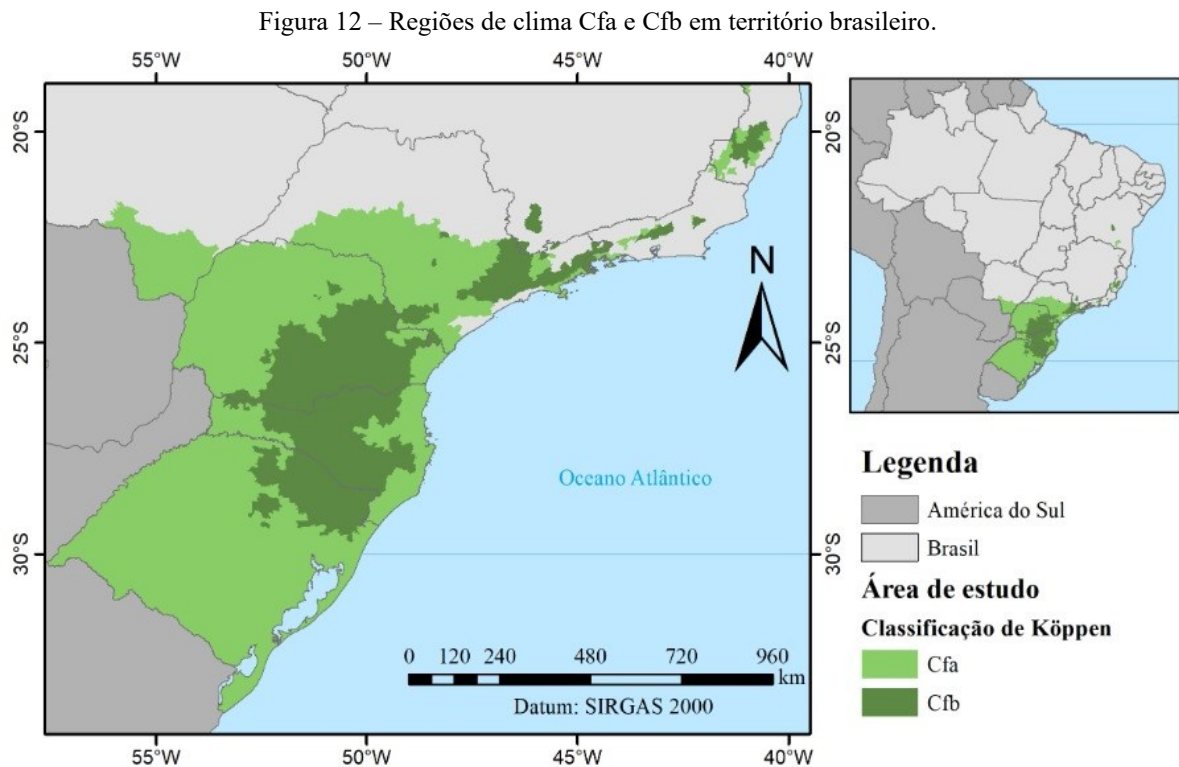 Figura 12 – Regiões de clima Cfa e Cfb em território brasileiro.
55°W 50°W 45°W 40°W
20°S 20°S
25°S 25°S
30°S 30°S
N
Oceano Atlântico
0 120 240 480 720 960
km
Datum: SIRGAS 2000
55°W 50°W 45°W 40°W
Legenda
América do Sul
Brasil
Área de estudo
Classificação de Köppen
Cfa
Cfb